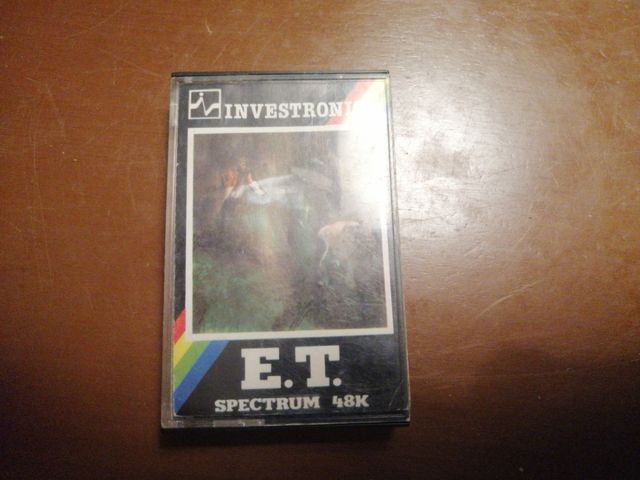 INVESTRONI
E.T.
SPECTRUM 48K